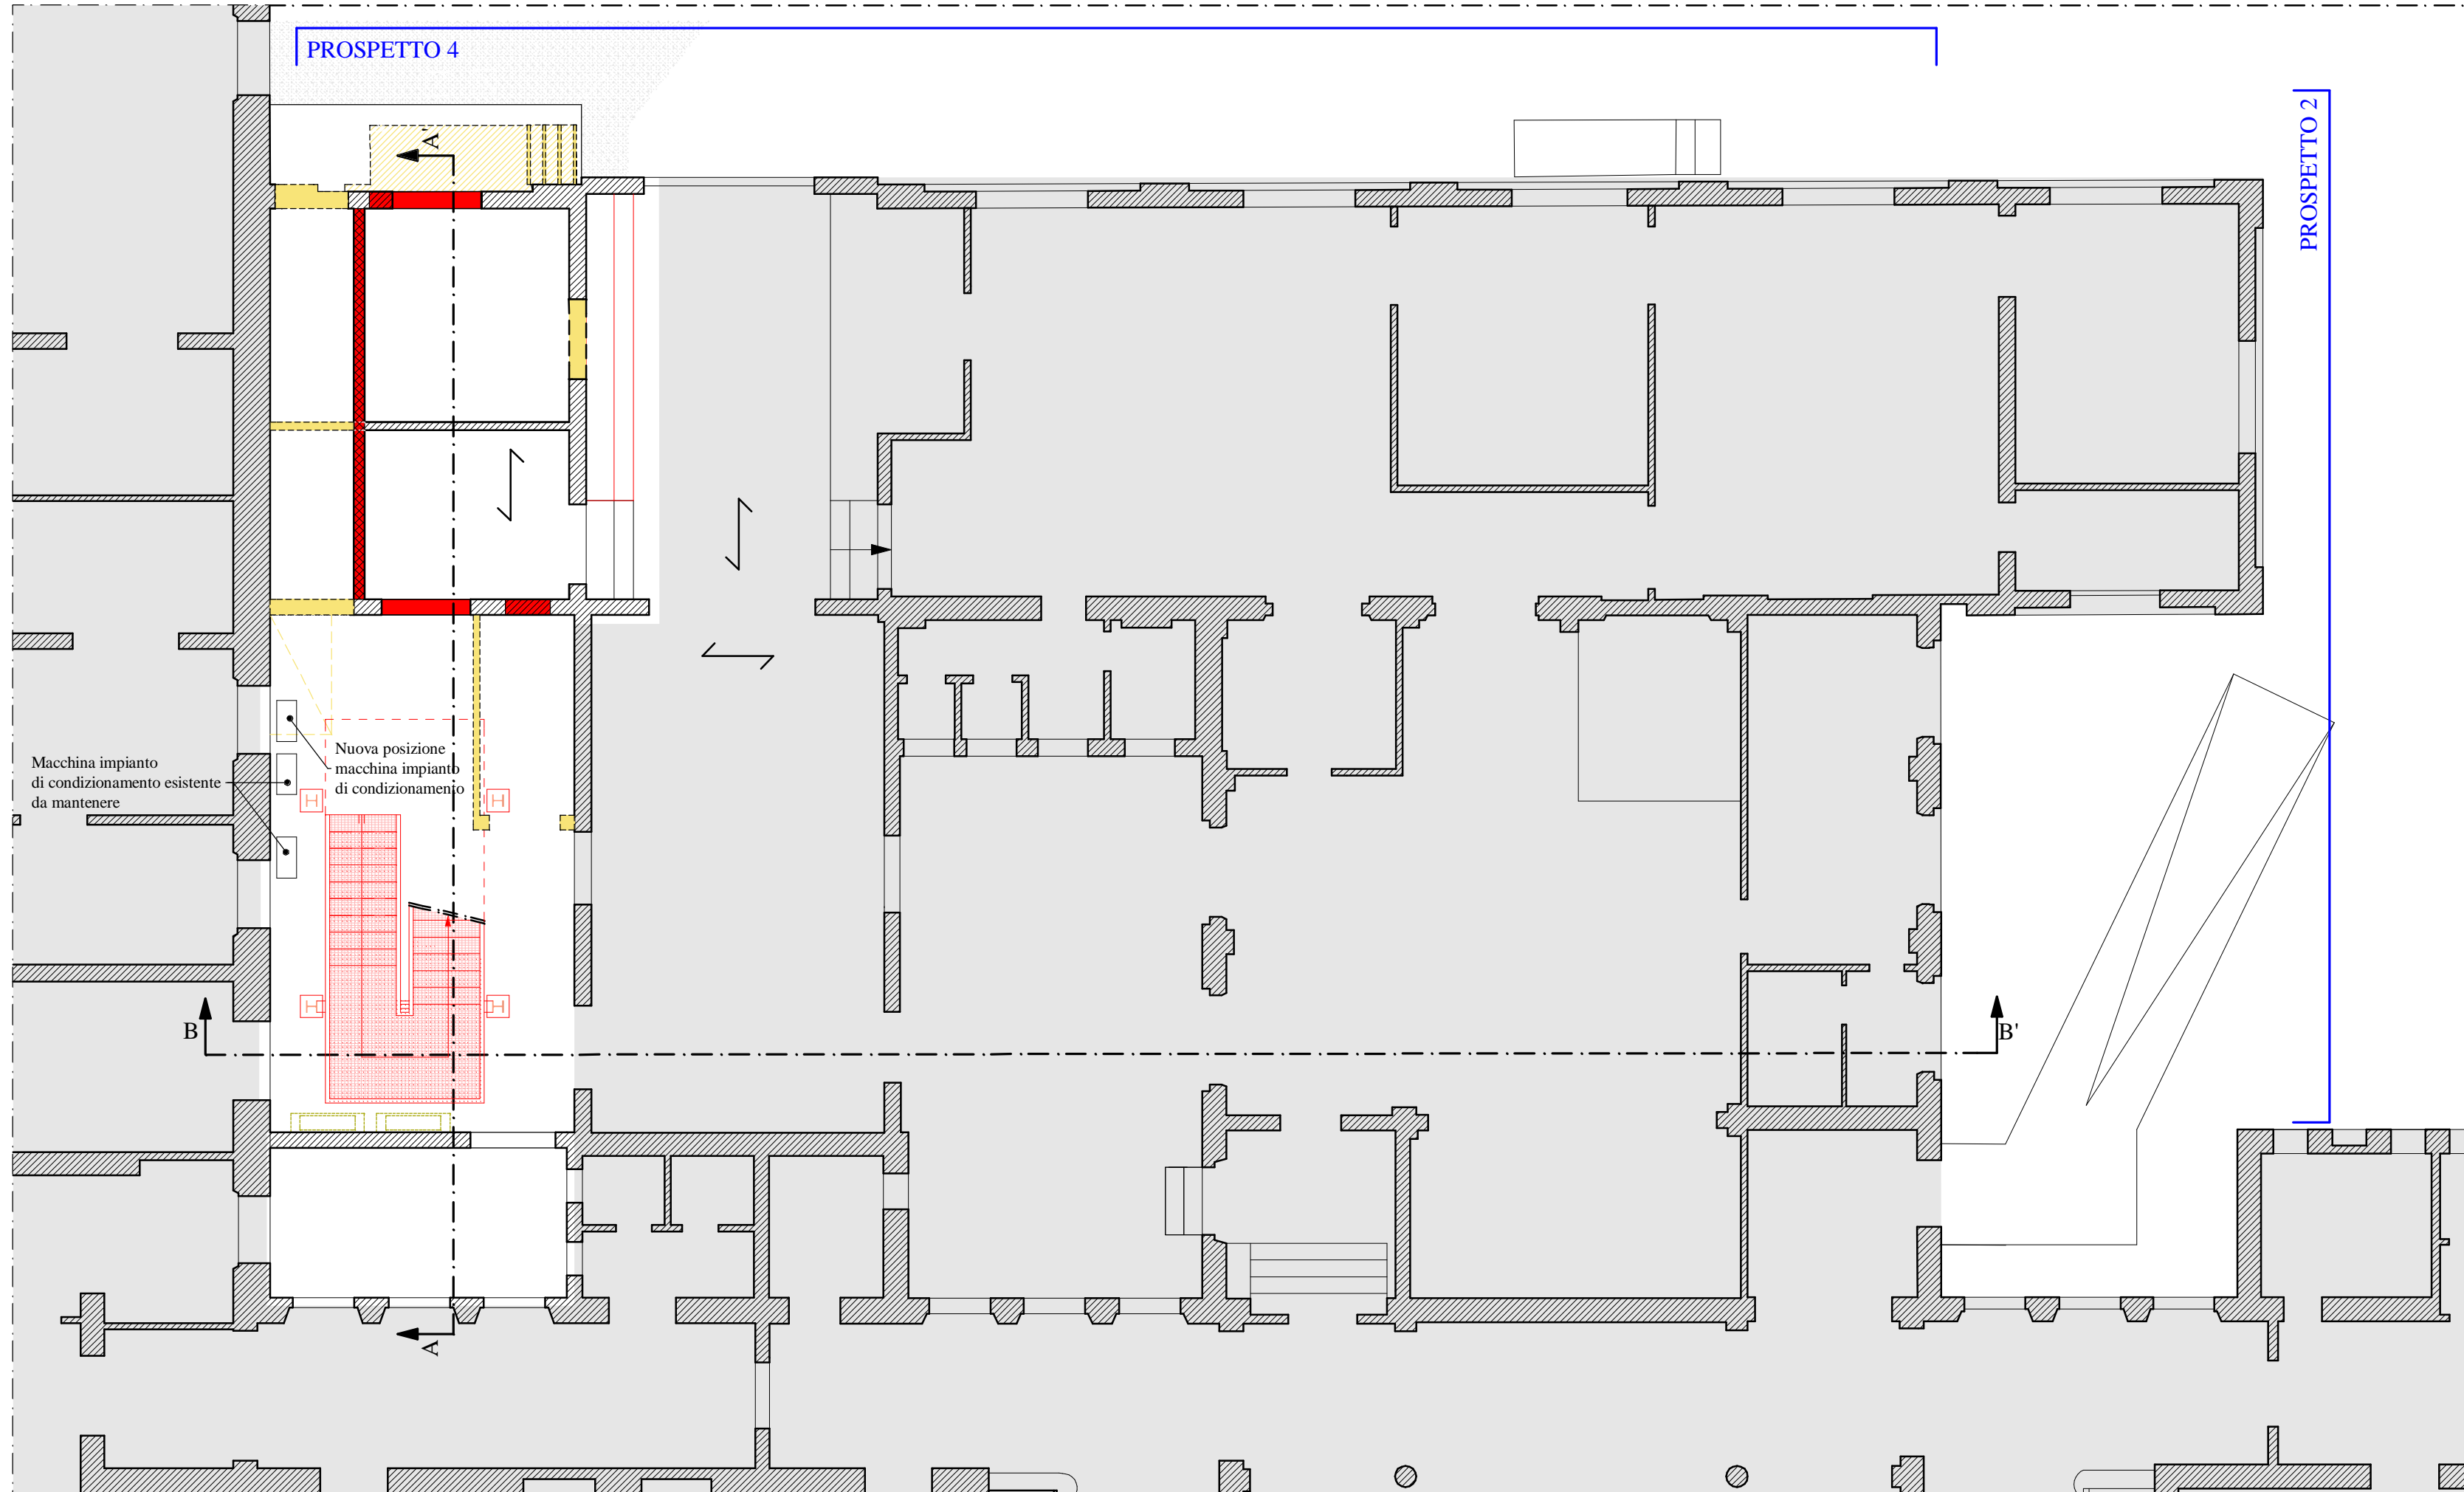 PROSPETTO 4
PROSPETTO 2
A'
Nuova posizione
macchina impianto
di condizionamento
Macchina impianto
di condizionamento esistente
da mantenere
B
B'
A